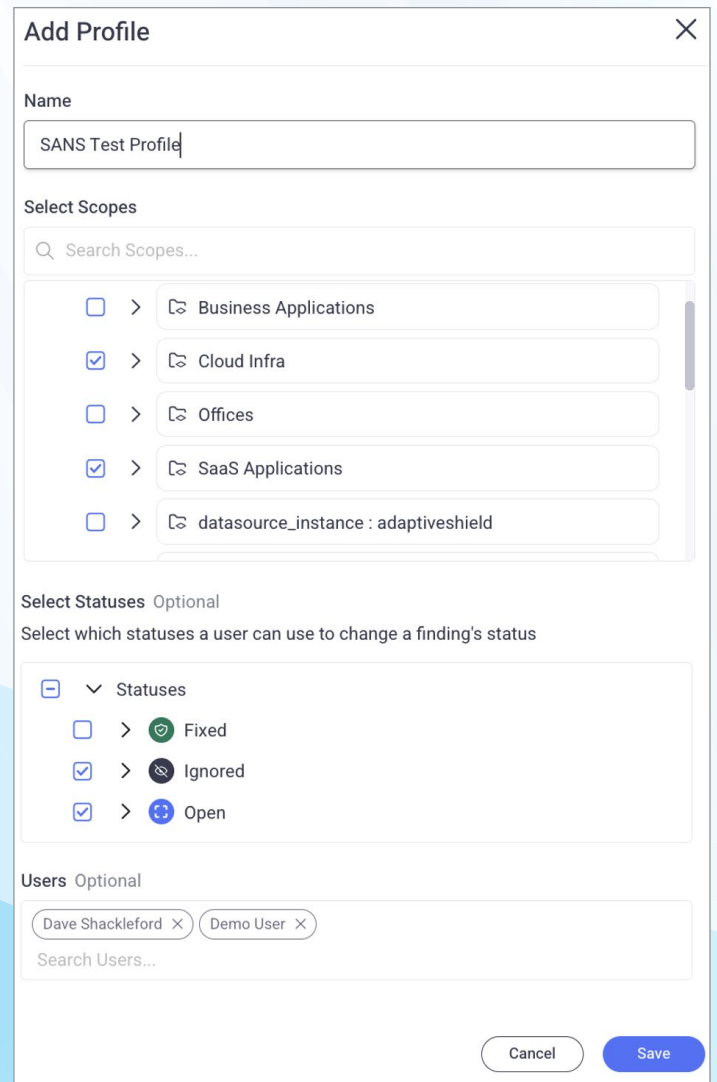 Add Profile
Name
SANS Test Profile
Select Scopes
Search Scopes...
Business Applications
Cloud Infra
Offices
SaaS Applications
datasource_instance : adaptiveshield
Select Statuses Optional
Select which statuses a user can use to change a finding's status
Statuses
Fixed
Ignored
Open
Users Optional
Dave Shackleford Demo User
Search Users...
Cancel Save